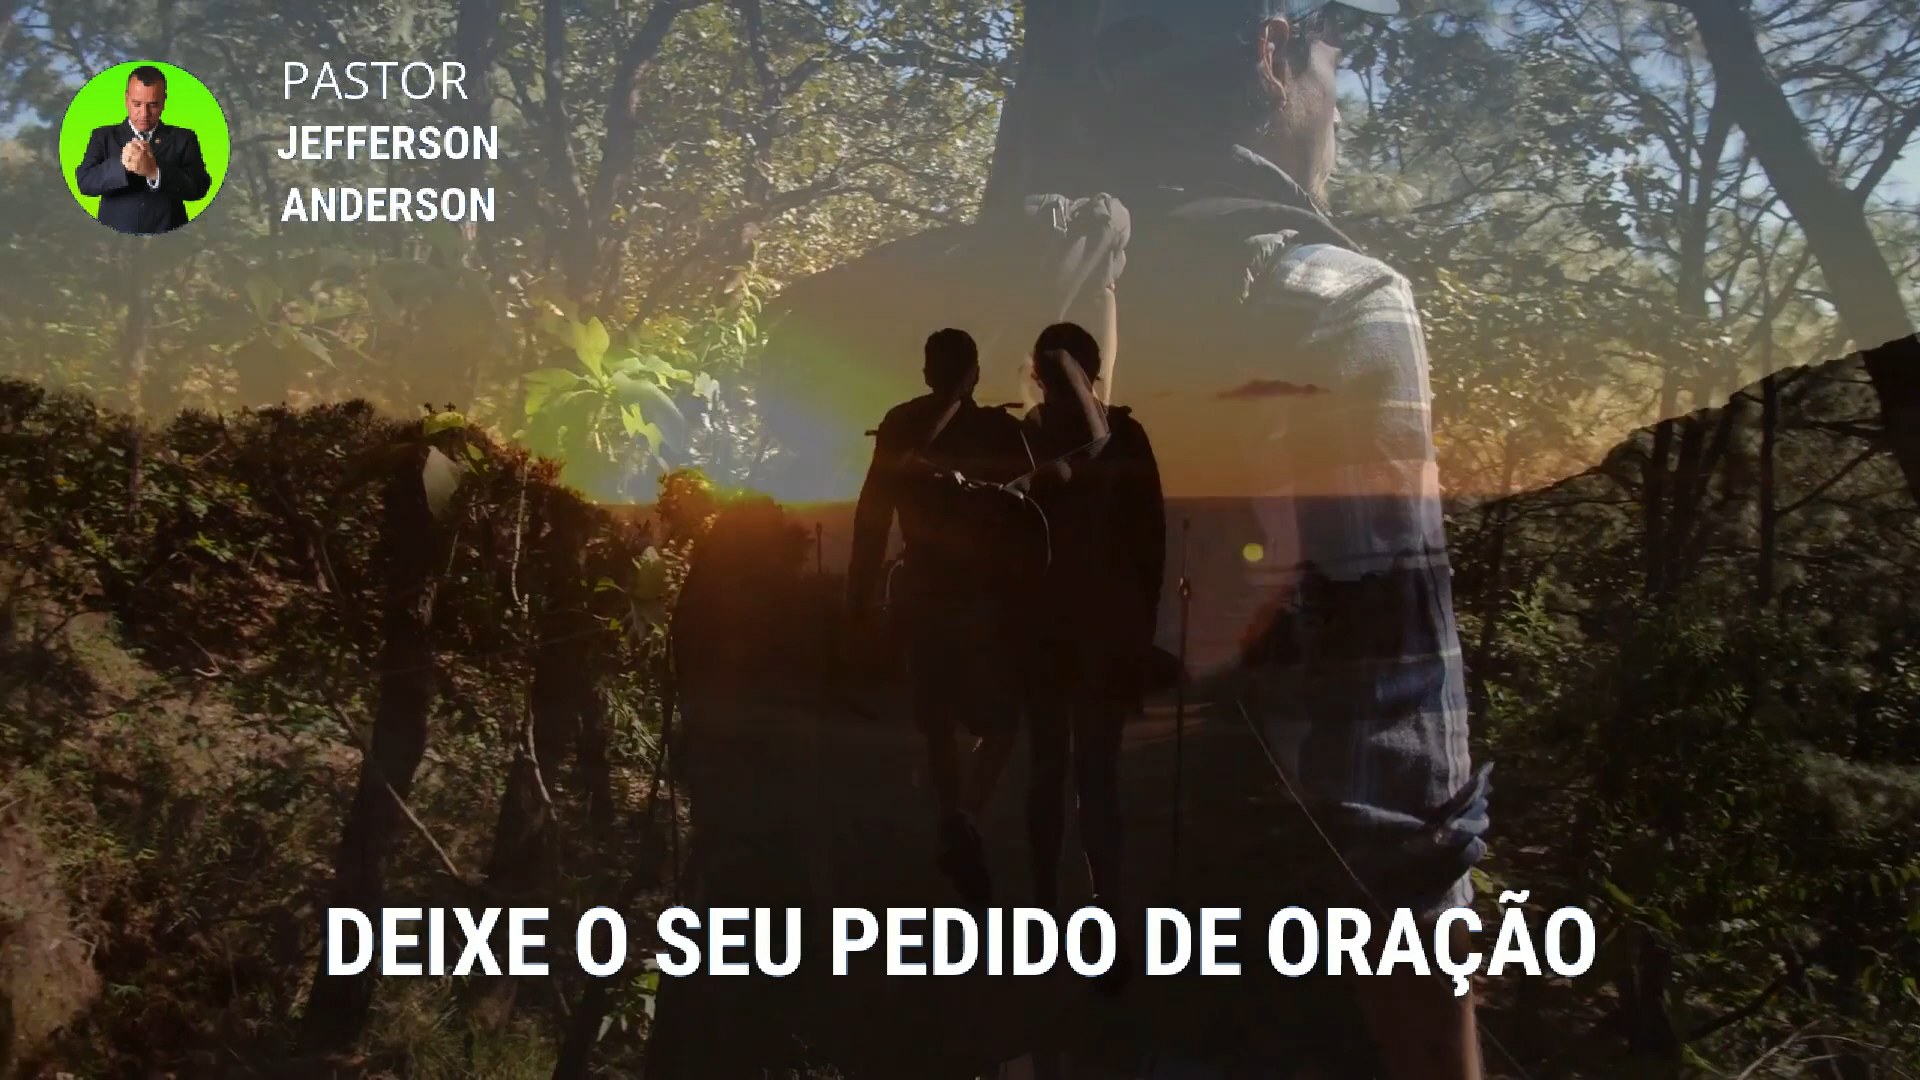 PASTOR
JEFFERSON
ANDERSON
DEIXE O SEU PEDIDO DE ORAÇÃO